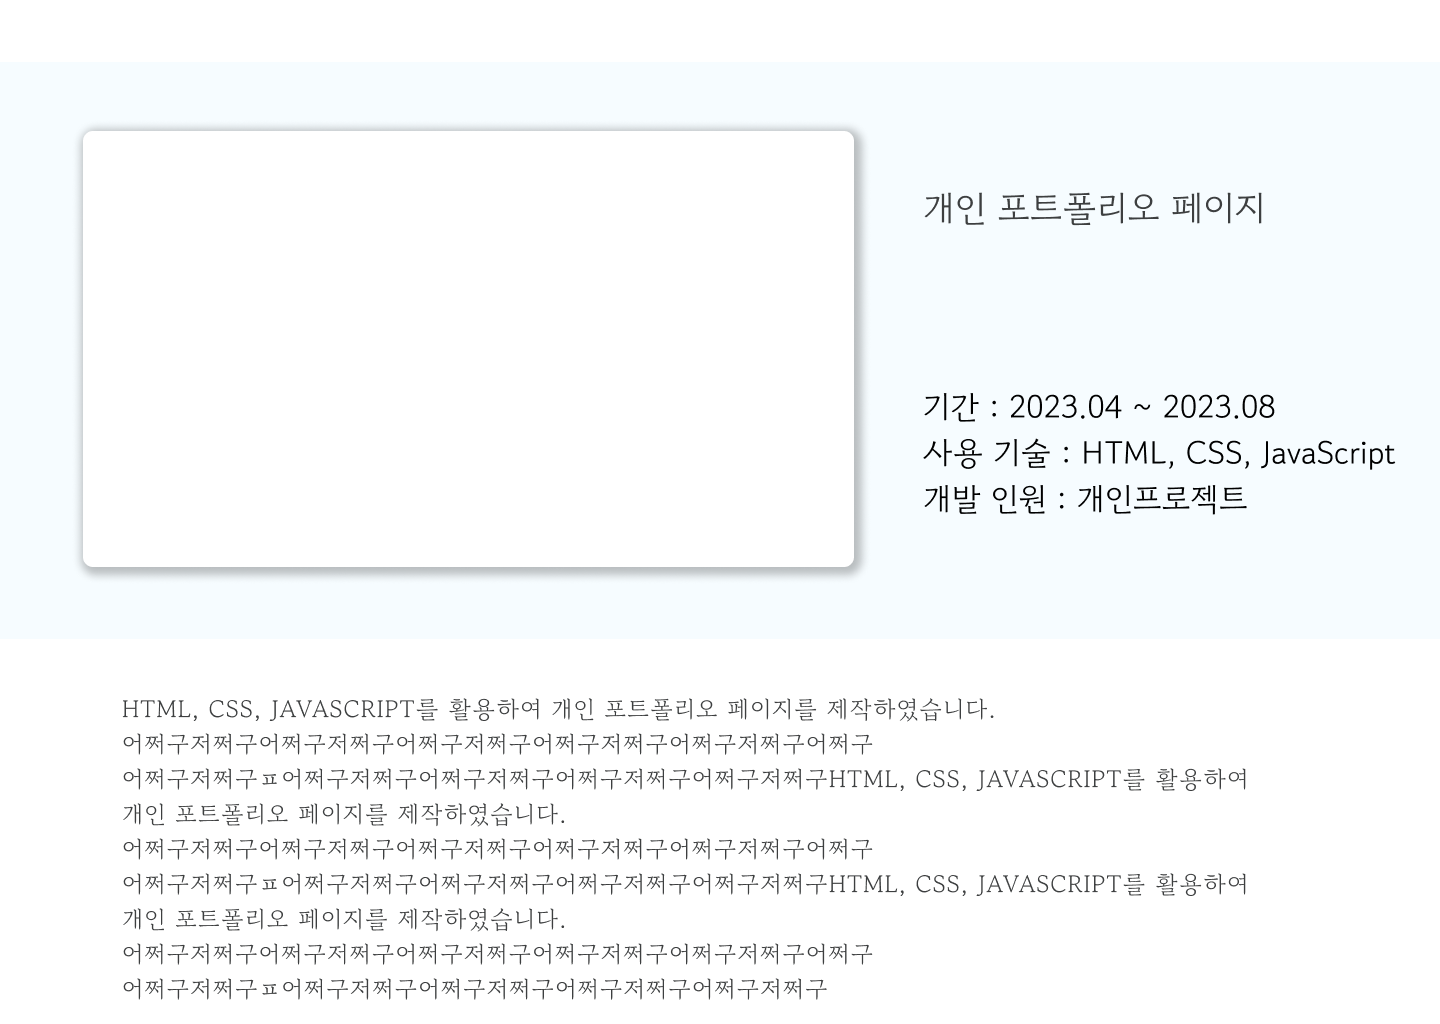 개인 포트폴리오 페이지
기간 : 2023.04 ~ 2023.08
사용 기술 : HTML, CSS, JavaScript
개발 인원 : 개인프로젝트
HTML, CSS, JAVASCRIPT를 활용하여 개인 포트폴리오 페이지를 제작하였습니다.
어쩌구저쩌구어쩌구저쩌구어쩌구저쩌구어쩌구저쩌구어쩌구저쩌구어쩌구
어쩌구저쩌구ㅍ어쩌구저쩌구어쩌구저쩌구어쩌구저쩌구어쩌구저쩌구HTML, CSS, JAVASCRIPT를 활용하여
개인 포트폴리오 페이지를 제작하였습니다.
어쩌구저쩌구어쩌구저쩌구어쩌구저쩌구어쩌구저쩌구어쩌구저쩌구어쩌구
어쩌구저쩌구ㅍ어쩌구저쩌구어쩌구저쩌구어쩌구저쩌구어쩌구저쩌구HTML, CSS, JAVASCRIPT를 활용하여
개인 포트폴리오 페이지를 제작하였습니다.
어쩌구저쩌구어쩌구저쩌구어쩌구저쩌구어쩌구저쩌구어쩌구저쩌구어쩌구
어쩌구저쩌구ㅍ어쩌구저쩌구어쩌구저쩌구어쩌구저쩌구어쩌구저쩌구